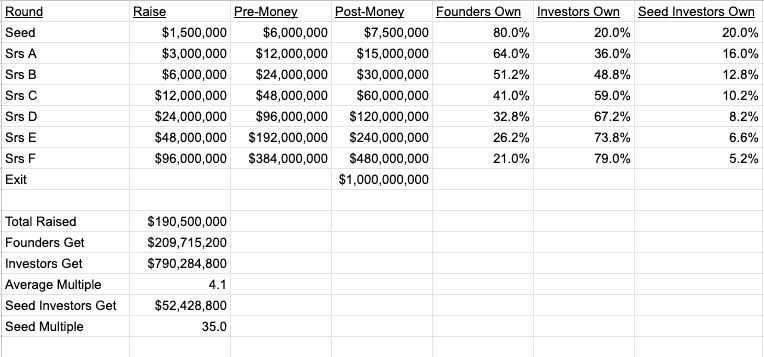 Round Raise Pre-Money Post-Money Founders Own Investors Own Seed Investors Own
Seed $1,500,000 $6,000,000 $7,500,000 80.0% 20.0% 20.0%
Srs A $3,000,000 $12,000,000 $15,000,000 64.0% 36.0% 16.0%
Srs B $6,000,000 $24,000,000 $30,000,000 51.2% 48.8% 12.8%
Srs C $12,000,000 $48,000,000 $60,000,000 41.0% 59.0% 10.2%
Srs D $24,000,000 $96,000,000 $120,000,000 32.8% 67.2% 8.2%
Srs E $48,000,000 $192,000,000 $240,000,000 26.2% 73.8% 6.6%
Srs F $96,000,000 $384,000,000 $480,000,000 21.0% 79.0% 5.2%
Exit $1,000,000,000
Total Raised $190,500,000
Founders Get $209,715,200
Investors Get $790,284,800
Average Multiple 4.1
Seed Investors Get $52,428,800
Seed Multiple 35.0